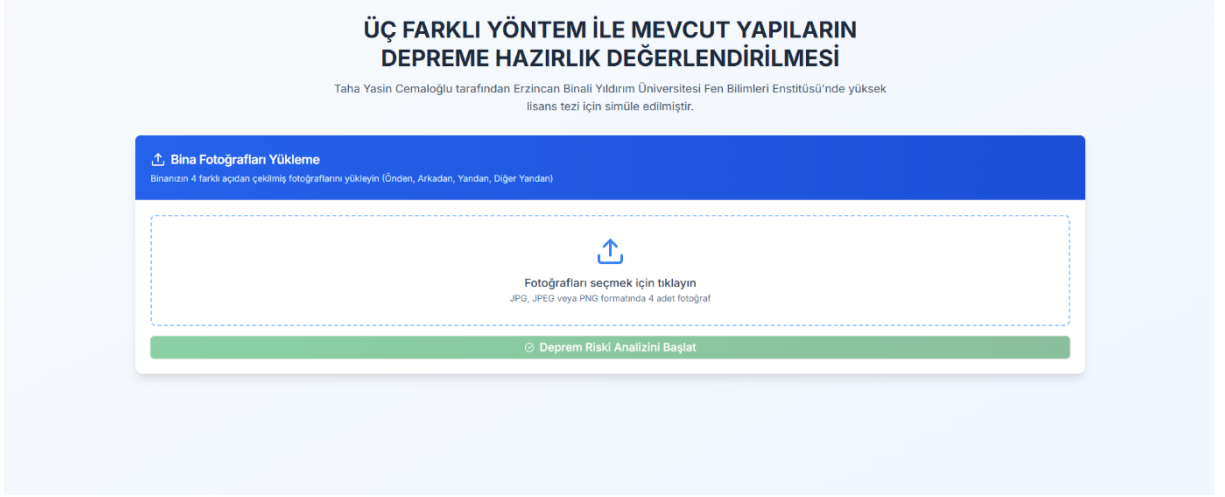 ÜÇ FARKLI YÖNTEM İLE MEVCUT YAPILARIN
DEPREME HAZIRLIK DEĞERLENDİRİLMESİ
Taha Yasin Cemaloğlu tarafından Erzincan Binali Yıldırım Üniversitesi Fen Bilimleri Enstitüsü'nde yüksek
lisans tezi için simüle edilmiştir.
Bina Fotoğrafları Yükleme
Binanızın 4 farklı açıdan çekilmiş fotoğraflarını yükleyin (Önden, Arkadan, Yandan, Diğer Yandan)
Fotoğrafları seçmek için tıklayın
JPG, JPEG veya PNG formatında 4 adet fotoğraf
Deprem Riski Analizini Başlat